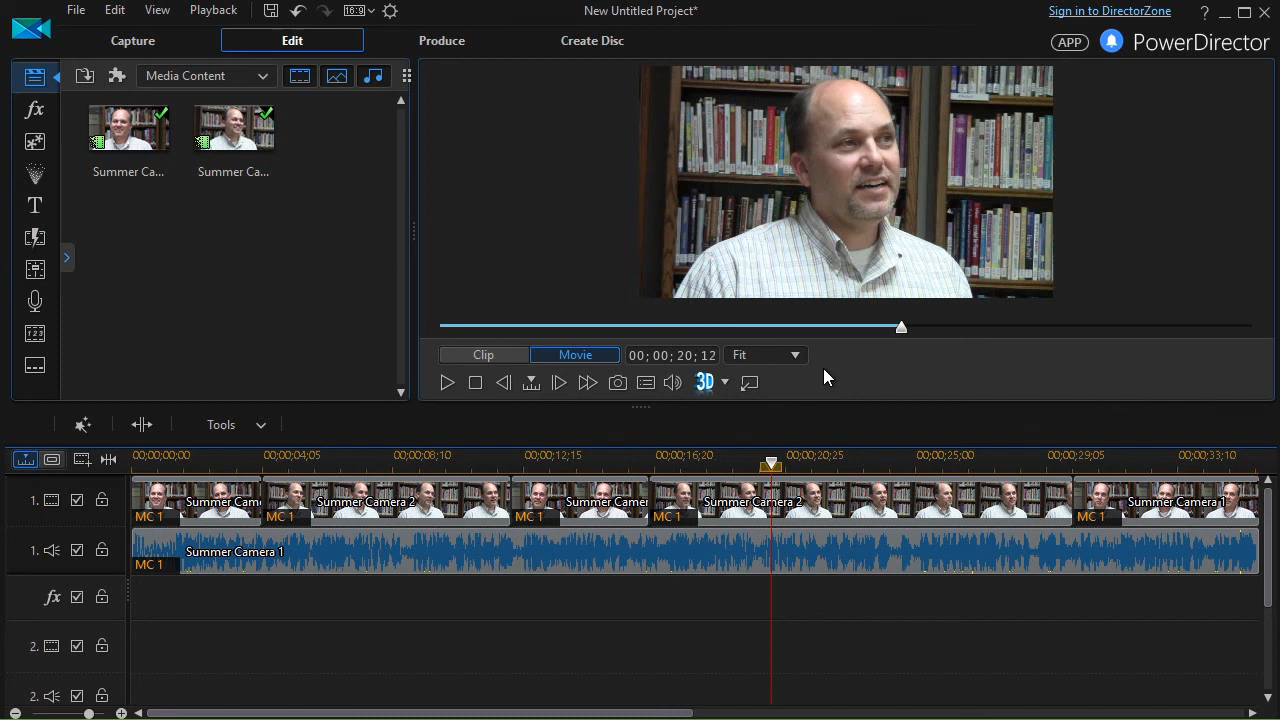 File Edit View Playback 16:9 New Untitled Project* Sign in to DirectorZone ?
Capture Edit Produce Create Disc APP PowerDirector
Media Content
fx
Summer Ca... Summer Ca...
T
123
Clip Movie 00; 00; 20; 12 Fit
3D
Tools
00;00;00;00 00;00;04;05 00;00;08;10 00;00;12;15 00;00;16;20 00;00;20;25 00;00;25;00 00;00;29;05 00;00;33;10
1. Summer Cam Summer Camera 2 Summer Camer Summer Camera 2 Summer Camera 1
MC 1 MC 1 MC 1 MC 1 MC 1
1. Summer Camera 1
MC 1
fx
2.
2.